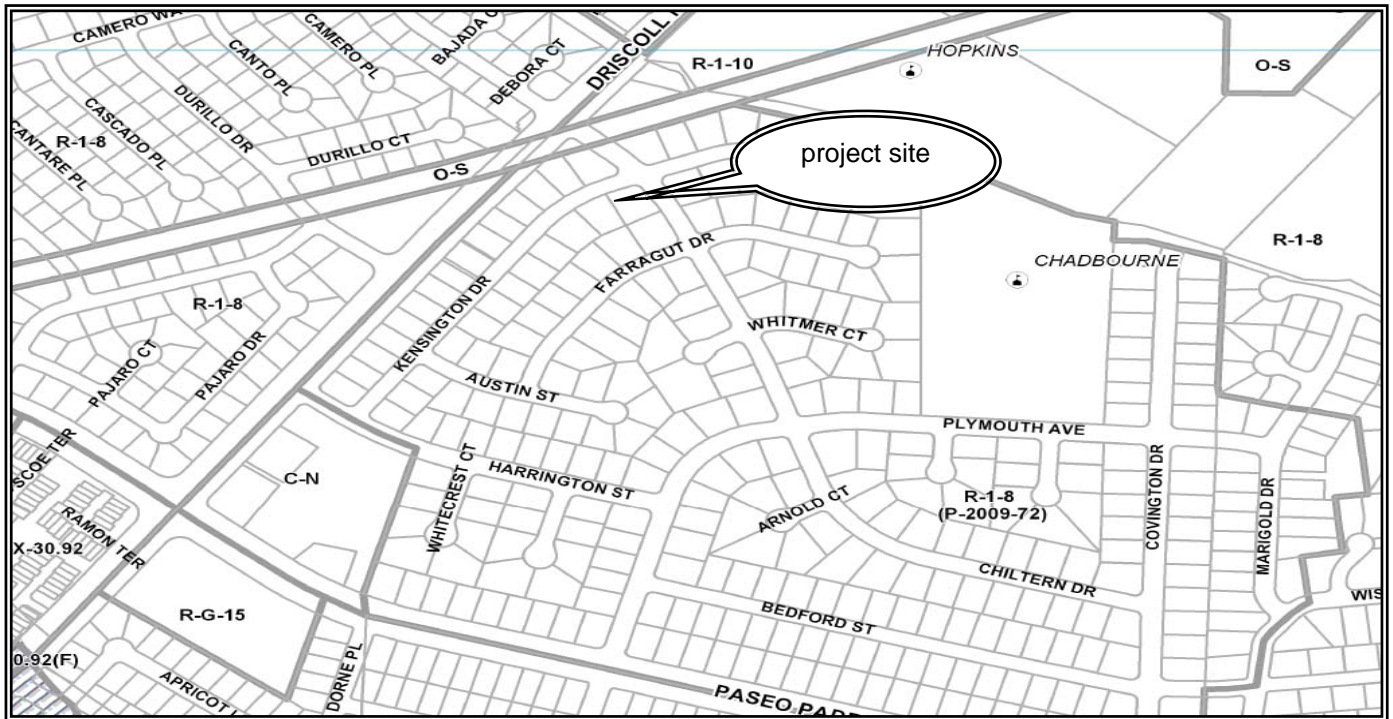 CAMERO WA
CAMERO PL
BAJADA C
DRISCOLL
HOPKINS
CANTO PL
DEBORA CT
R-1-10
O-S
DURILLO DR
CASCADO PL
project site
R-1-8
DURILLO CT
CANTARE PL
O-S
R-1-8
FARRAGUT DR
CHADBOURNE
R-1-8
KENSINGTON DR
WHITMER CT
PAJARO CT
PAJARO DR
AUSTIN ST
PLYMOUTH AVE
SCOE TER
C-N
WHITECREST CT
HARRINGTON ST
ARNOLD CT
R-1-8
(P-2009-72)
COVINGTON DR
MARIGOLD DR
RAMON TER
X-30.92
CHILTERN DR
WIS
R-G-15
BEDFORD ST
0.92(F)
APRICOT
DORNE PL
PASEO PADR